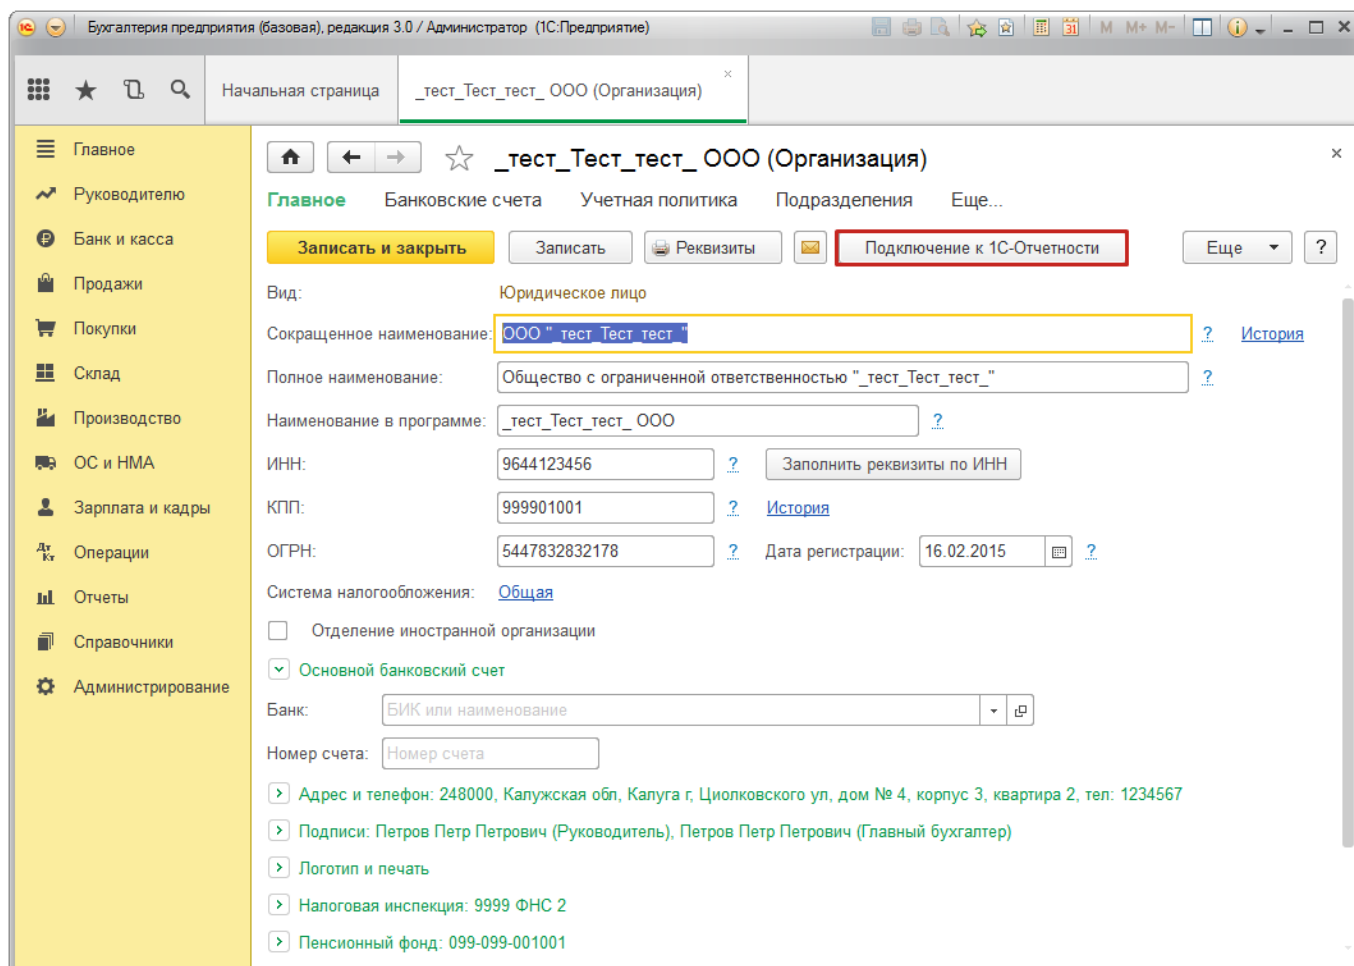 Бухгалтерия предприятия (базовая), редакция 3.0 / Администратор (1С:Предприятие)
M M+ M-
Начальная страница
_тест_Тест_тест_ ООО (Организация)
Главное
Руководителю
Банк и касса
Продажи
Покупки
Склад
Производство
ОС и НМА
Зарплата и кадры
Операции
Отчеты
Справочники
Администрирование
_тест_Тест_тест_ ООО (Организация)
Главное Банковские счета Учетная политика Подразделения Еще...
Записать и закрыть Записать Реквизиты Подключение к 1С-Отчетности Еще ?
Вид: Юридическое лицо
Сокращенное наименование: ООО "_тест_Тест_тест_" ? История
Полное наименование: Общество с ограниченной ответственностью "_тест_Тест_тест_" ?
Наименование в программе: _тест_Тест_тест_ ООО ?
ИНН: 9644123456 ? Заполнить реквизиты по ИНН
КПП: 999901001 ? История
ОГРН: 5447832832178 ? Дата регистрации: 16.02.2015 ?
Система налогообложения: Общая
Отделение иностранной организации
Основной банковский счет
Банк: БИК или наименование
Номер счета: Номер счета
Адрес и телефон: 248000, Калужская обл, Калуга г, Циолковского ул, дом № 4, корпус 3, квартира 2, тел: 1234567
Подписи: Петров Петр Петрович (Руководитель), Петров Петр Петрович (Главный бухгалтер)
Логотип и печать
Налоговая инспекция: 9999 ФНС 2
Пенсионный фонд: 099-099-001001